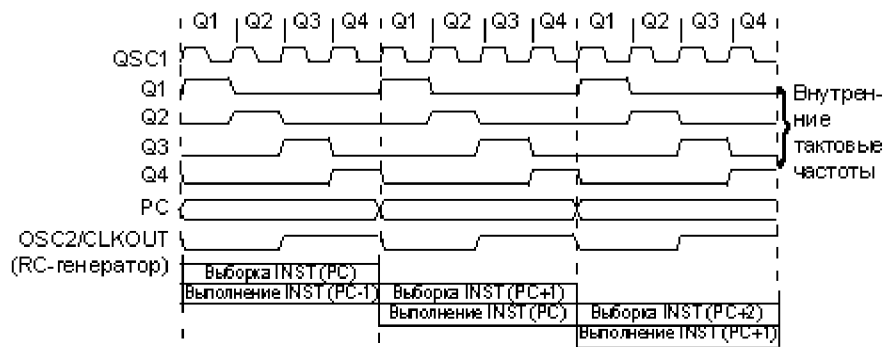 Q1 Q2 Q3 Q4 Q1 Q2 Q3 Q4 Q1 Q2 Q3 Q4
QSC1
Q1
Q2
Q3
Q4
PC
OSC2/CLKOUT
(RC-генератор)
Внутрен-
ние
тактовые
частоты
Выборка INST(PC)
Выполнение INST(PC-1) Выборка INST(PC+1)
Выполнение INST(PC) Выборка INST(PC+2)
Выполнение INST(PC+1)